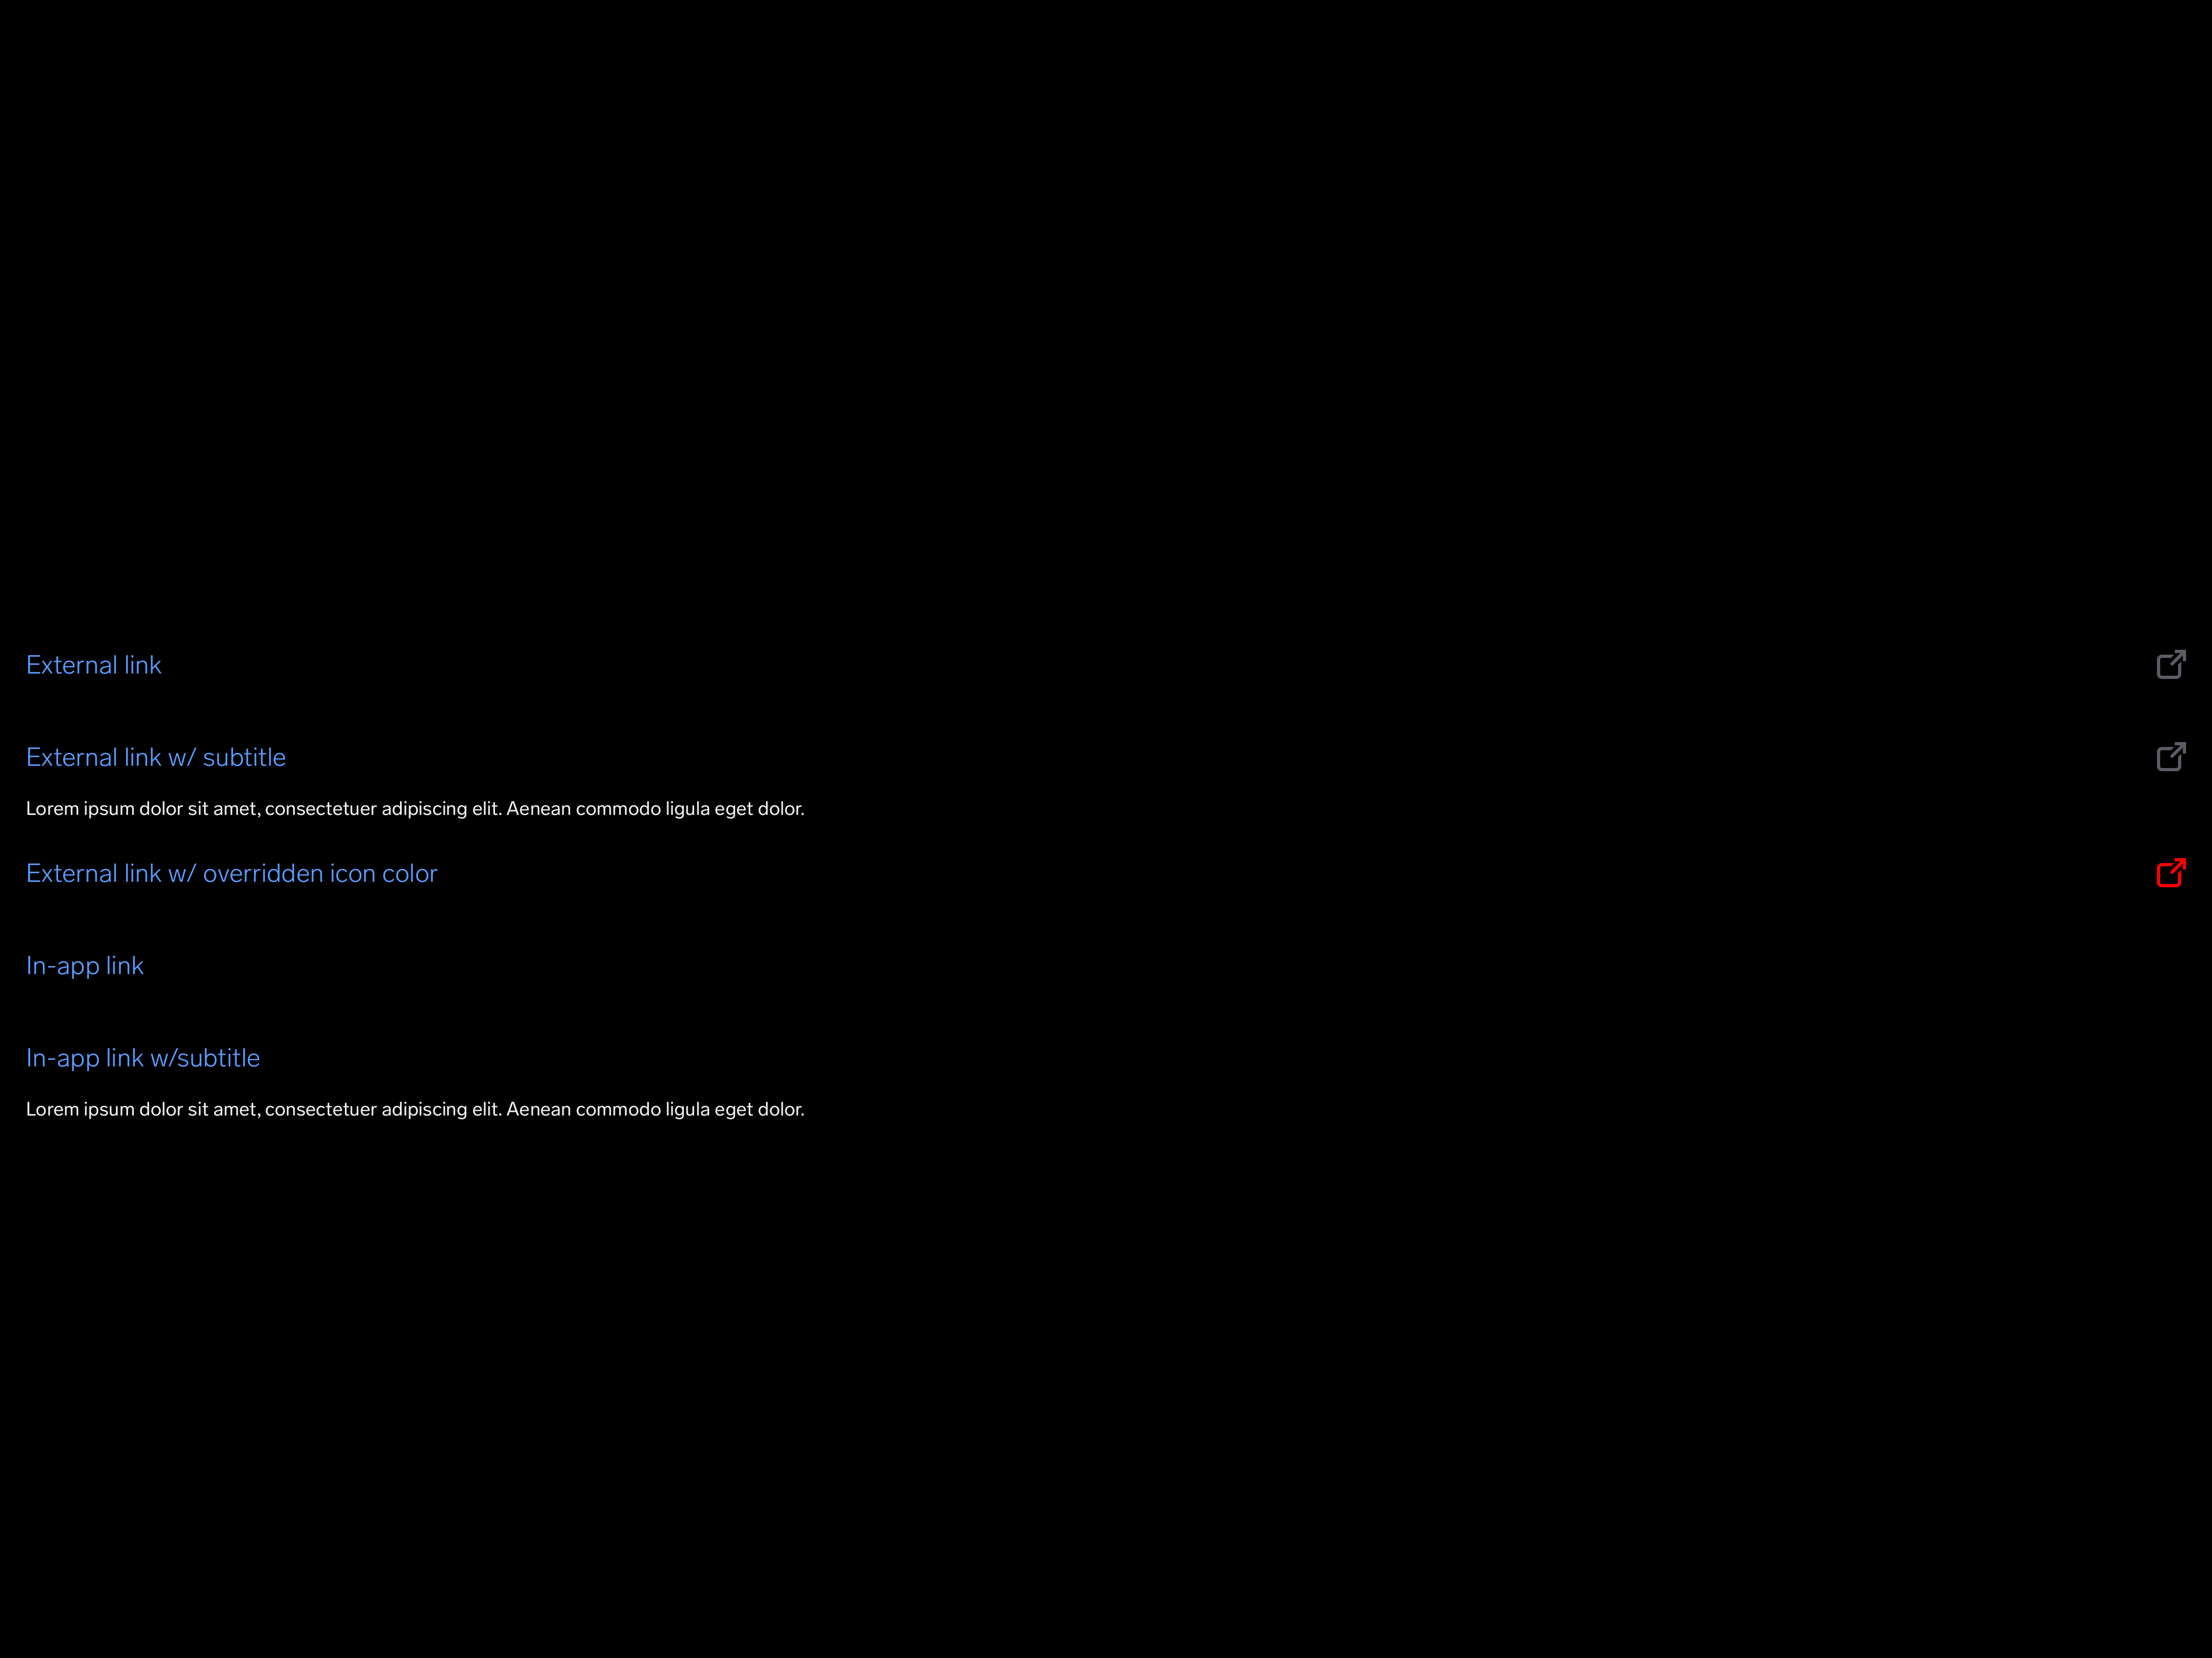 External link
External link w/ subtitle
Lorem ipsum dolor sit amet, consectetuer adipiscing elit. Aenean commodo ligula eget dolor.
External link w/ overridden icon color
In-app link
In-app link w/subtitle
Lorem ipsum dolor sit amet, consectetuer adipiscing elit. Aenean commodo ligula eget dolor.